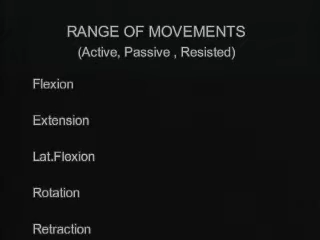 RANGE OF MOVEMENTS
(Active, Passive , Resisted)
Flexion
Extension
Lat.Flexion
Rotation
Retraction